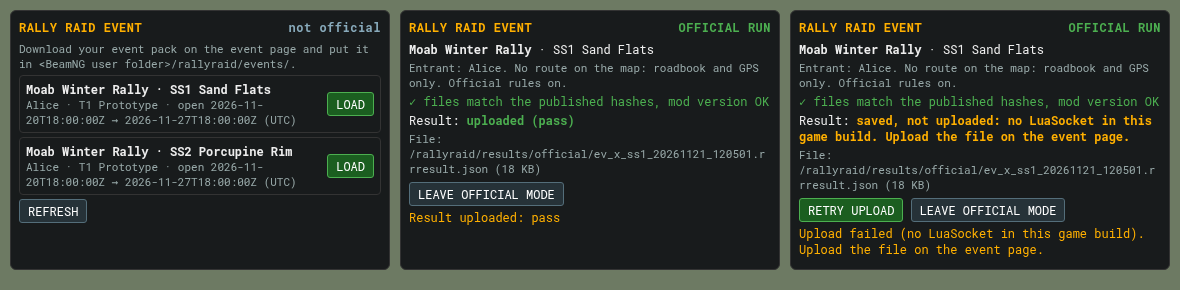 RALLY RAID EVENT not official
Download your event pack on the event page and put it
in <BeamNG user folder>/rallyraid/events/.
Moab Winter Rally · SS1 Sand Flats
Alice · T1 Prototype · open 2026-11-
20T18:00:00Z → 2026-11-27T18:00:00Z (UTC)
LOAD
Moab Winter Rally · SS2 Porcupine Rim
Alice · T1 Prototype · open 2026-11-
20T18:00:00Z → 2026-11-27T18:00:00Z (UTC)
LOAD
REFRESH
RALLY RAID EVENT OFFICIAL RUN
Moab Winter Rally · SS1 Sand Flats
Entrant: Alice. No route on the map: roadbook and GPS
only. Official rules on.
✓ files match the published hashes, mod version OK
Result: uploaded (pass)
File:
/rallyraid/results/official/ev_x_ss1_20261121_120501.r
rresult.json (18 KB)
LEAVE OFFICIAL MODE
Result uploaded: pass
RALLY RAID EVENT OFFICIAL RUN
Moab Winter Rally · SS1 Sand Flats
Entrant: Alice. No route on the map: roadbook and GPS
only. Official rules on.
✓ files match the published hashes, mod version OK
Result: saved, not uploaded: no LuaSocket in this
game build. Upload the file on the event page.
File:
/rallyraid/results/official/ev_x_ss1_20261121_120501.r
rresult.json (18 KB)
RETRY UPLOAD LEAVE OFFICIAL MODE
Upload failed (no LuaSocket in this game build).
Upload the file on the event page.